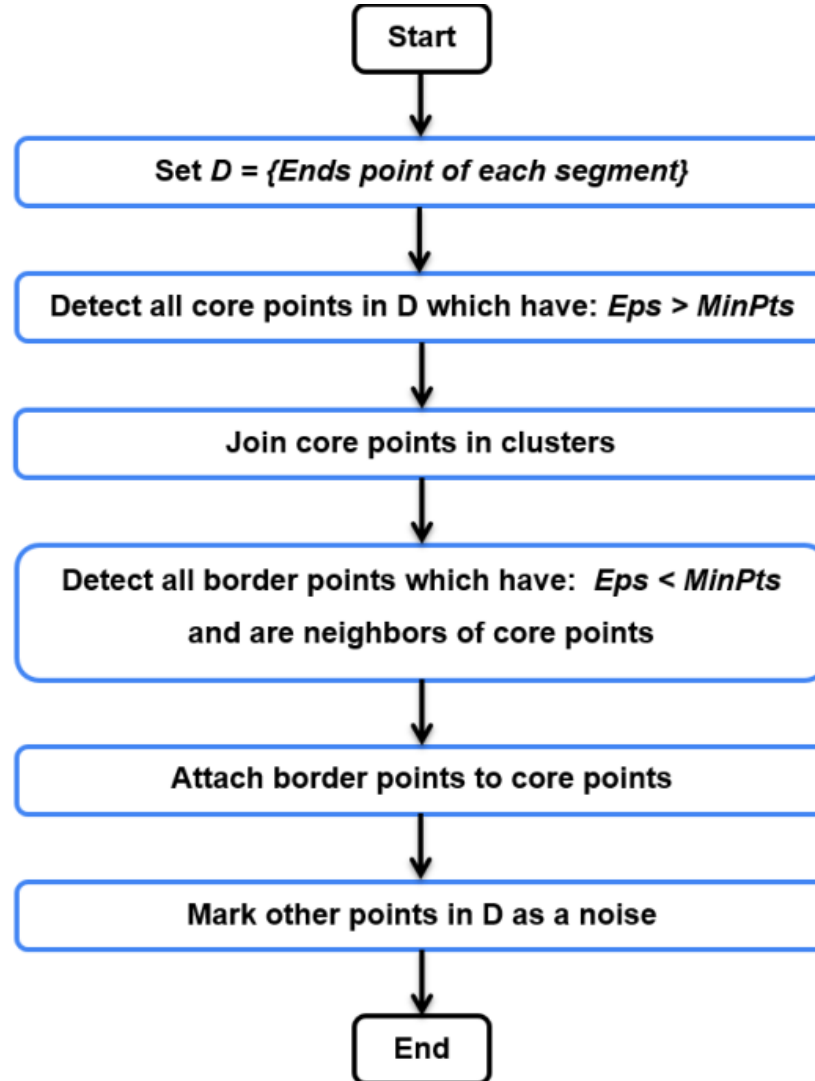 Start
Set D = {Ends point of each segment}
Detect all core points in D which have: Eps > MinPts
Join core points in clusters
Detect all border points which have: Eps < MinPts
and are neighbors of core points
Attach border points to core points
Mark other points in D as a noise
End